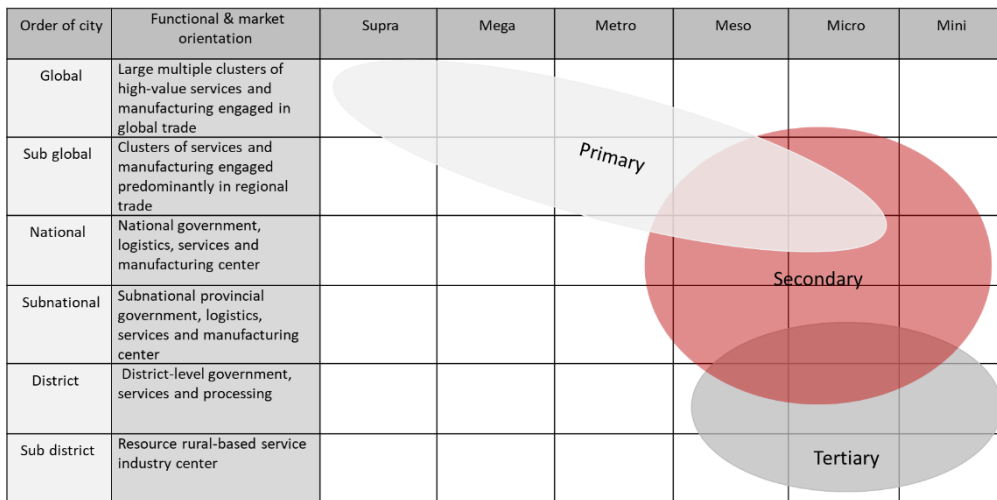 Order of city
Functional & market
orientation
Supra
Mega
Metro
Meso
Micro
Mini
Global
Large multiple clusters of
high-value services and
manufacturing engaged in
global trade
Sub global
Clusters of services and
manufacturing engaged
predominantly in regional
trade
Primary
National
National government,
logistics, services and
manufacturing center
Secondary
Subnational
Subnational provincial
government, logistics,
services and manufacturing
center
District
District-level government,
services and processing
Sub district
Resource rural-based service
industry center
Tertiary